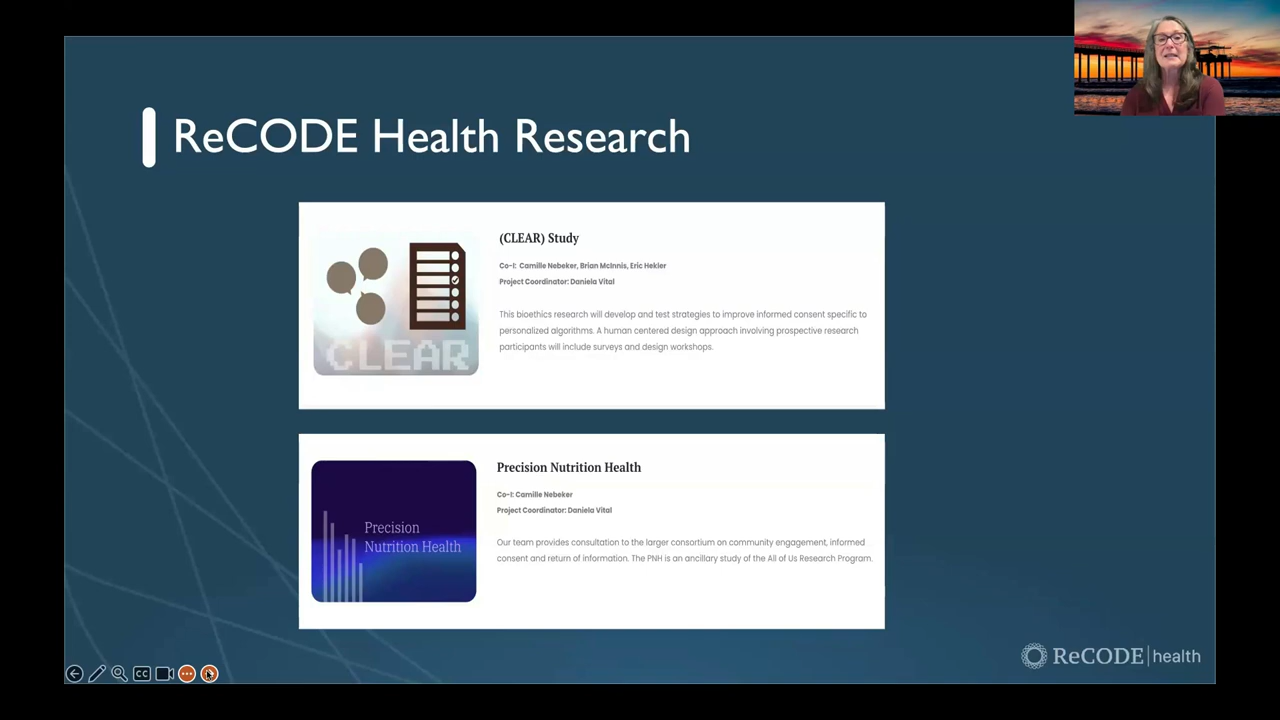 ReCODE Health Research
CLEAR
(CLEAR) Study
Co-I: Camille Nebeker, Brian McInnis, Eric Hekler
Project Coordinator: Daniela Vital
This bioethics research will develop and test strategies to improve informed consent specific to
personalized algorithms. A human centered design approach involving prospective research
participants will include surveys and design workshops.
Precision
Nutrition Health
Precision Nutrition Health
Co-I: Camille Nebeker
Project Coordinator: Daniela Vital
Our team provides consultation to the larger consortium on community engagement, informed
consent and return of information. The PNH is an ancillary study of the All of Us Research Program.
CC
ReCODE health